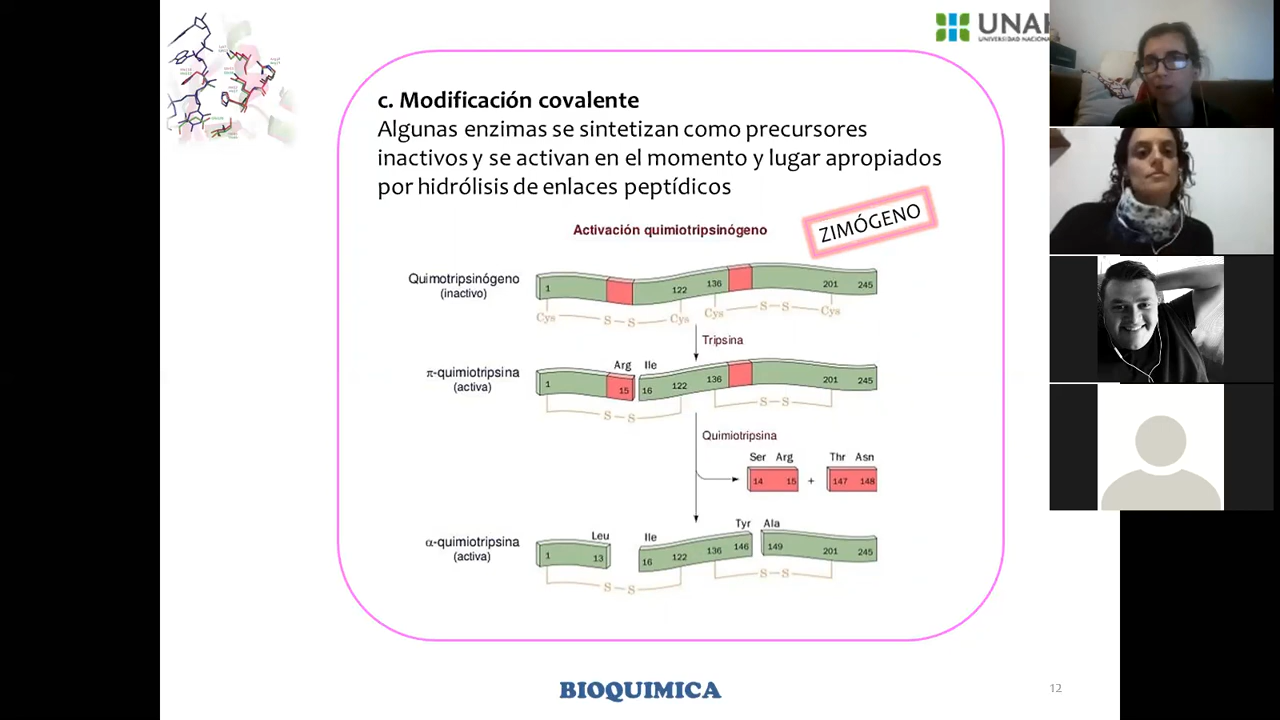 UNA
UNIVERSIDAD NACIONAL
c. Modificación covalente
Algunas enzimas se sintetizan como precursores
inactivos y se activan en el momento y lugar apropiados
por hidrólisis de enlaces peptídicos
ZIMÓGENO
Activación quimiotripsinógeno
Quimotripsinógeno
(inactivo)
1 122 136 201 245
Cys S—S Cys Cys S—S Cys
Tripsina
Arg Ile
π-quimiotripsina
(activa)
1 15 16 122 136 201 245
S—S S—S
Quimiotripsina
Ser Arg Thr Asn
14 15 + 147 148
Leu Ile Tyr Ala
α-quimiotripsina
(activa)
1 13 16 122 136 146 149 201 245
S—S S—S
BIOQUIMICA
12